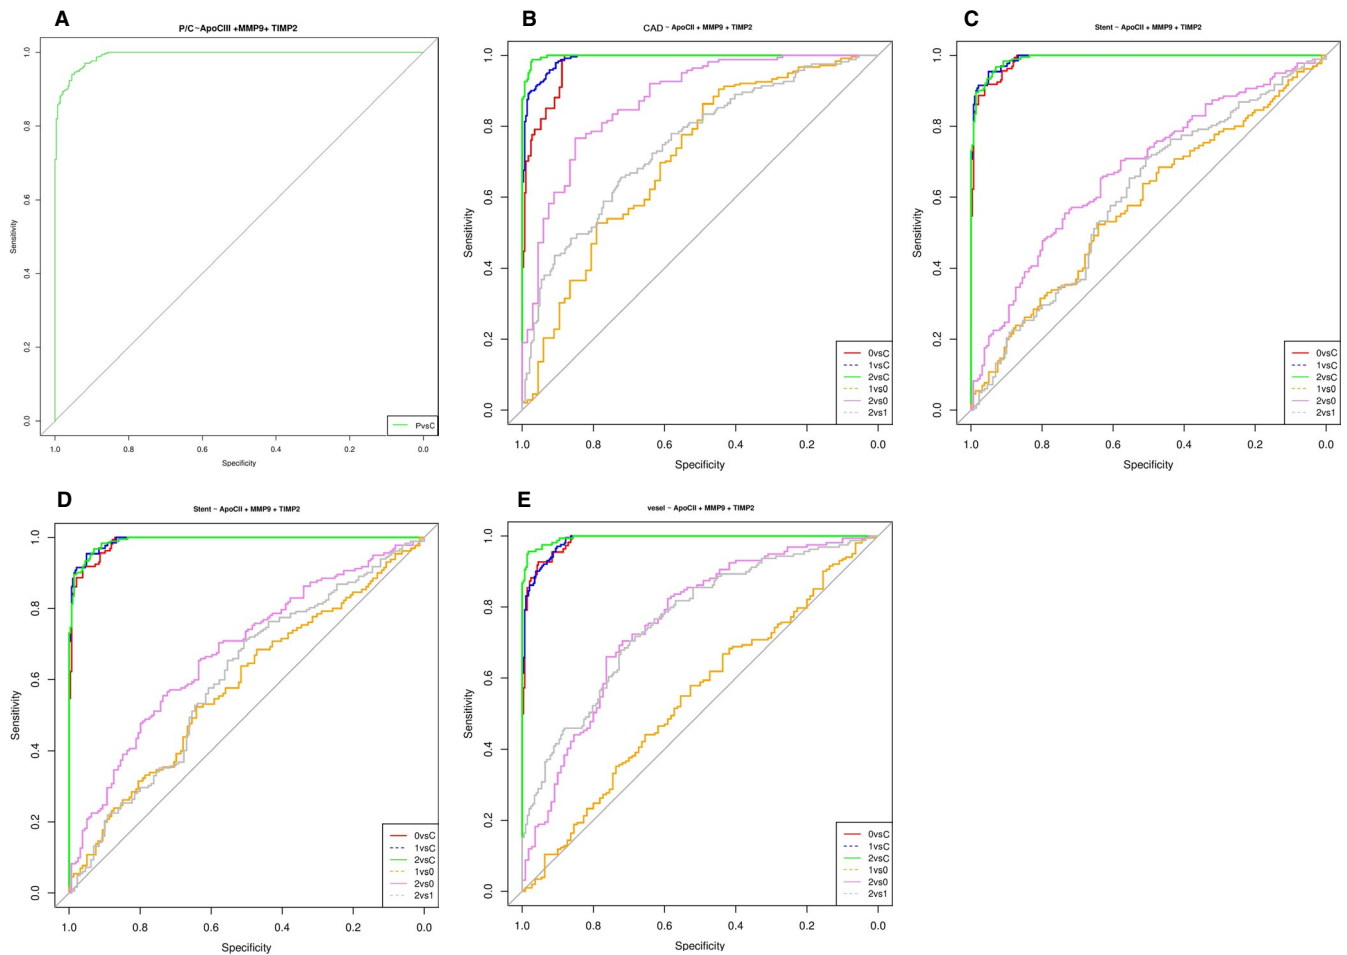 A
P/C~ApoCIII +MMP9+ TIMP2
1.0
0.8
0.6
0.4
0.2
0.0
Sensitivity
1.0
0.8
0.6
0.4
0.2
0.0
Specificity
PvsC
B
CAD ~ ApoCII + MMP9 + TIMP2
1.0
0.8
0.6
0.4
0.2
0.0
Sensitivity
1.0
0.8
0.6
0.4
0.2
0.0
Specificity
0vsC
1vsC
2vsC
1vs0
2vs0
2vs1
C
Stent ~ ApoCII + MMP9 + TIMP2
1.0
0.8
0.6
0.4
0.2
0.0
Sensitivity
1.0
0.8
0.6
0.4
0.2
0.0
Specificity
0vsC
1vsC
2vsC
1vs0
2vs0
2vs1
D
Stent ~ ApoCII + MMP9 + TIMP2
1.0
0.8
0.6
0.4
0.2
0.0
Sensitivity
1.0
0.8
0.6
0.4
0.2
0.0
Specificity
0vsC
1vsC
2vsC
1vs0
2vs0
2vs1
E
vesel ~ ApoCII + MMP9 + TIMP2
1.0
0.8
0.6
0.4
0.2
0.0
Sensitivity
1.0
0.8
0.6
0.4
0.2
0.0
Specificity
0vsC
1vsC
2vsC
1vs0
2vs0
2vs1